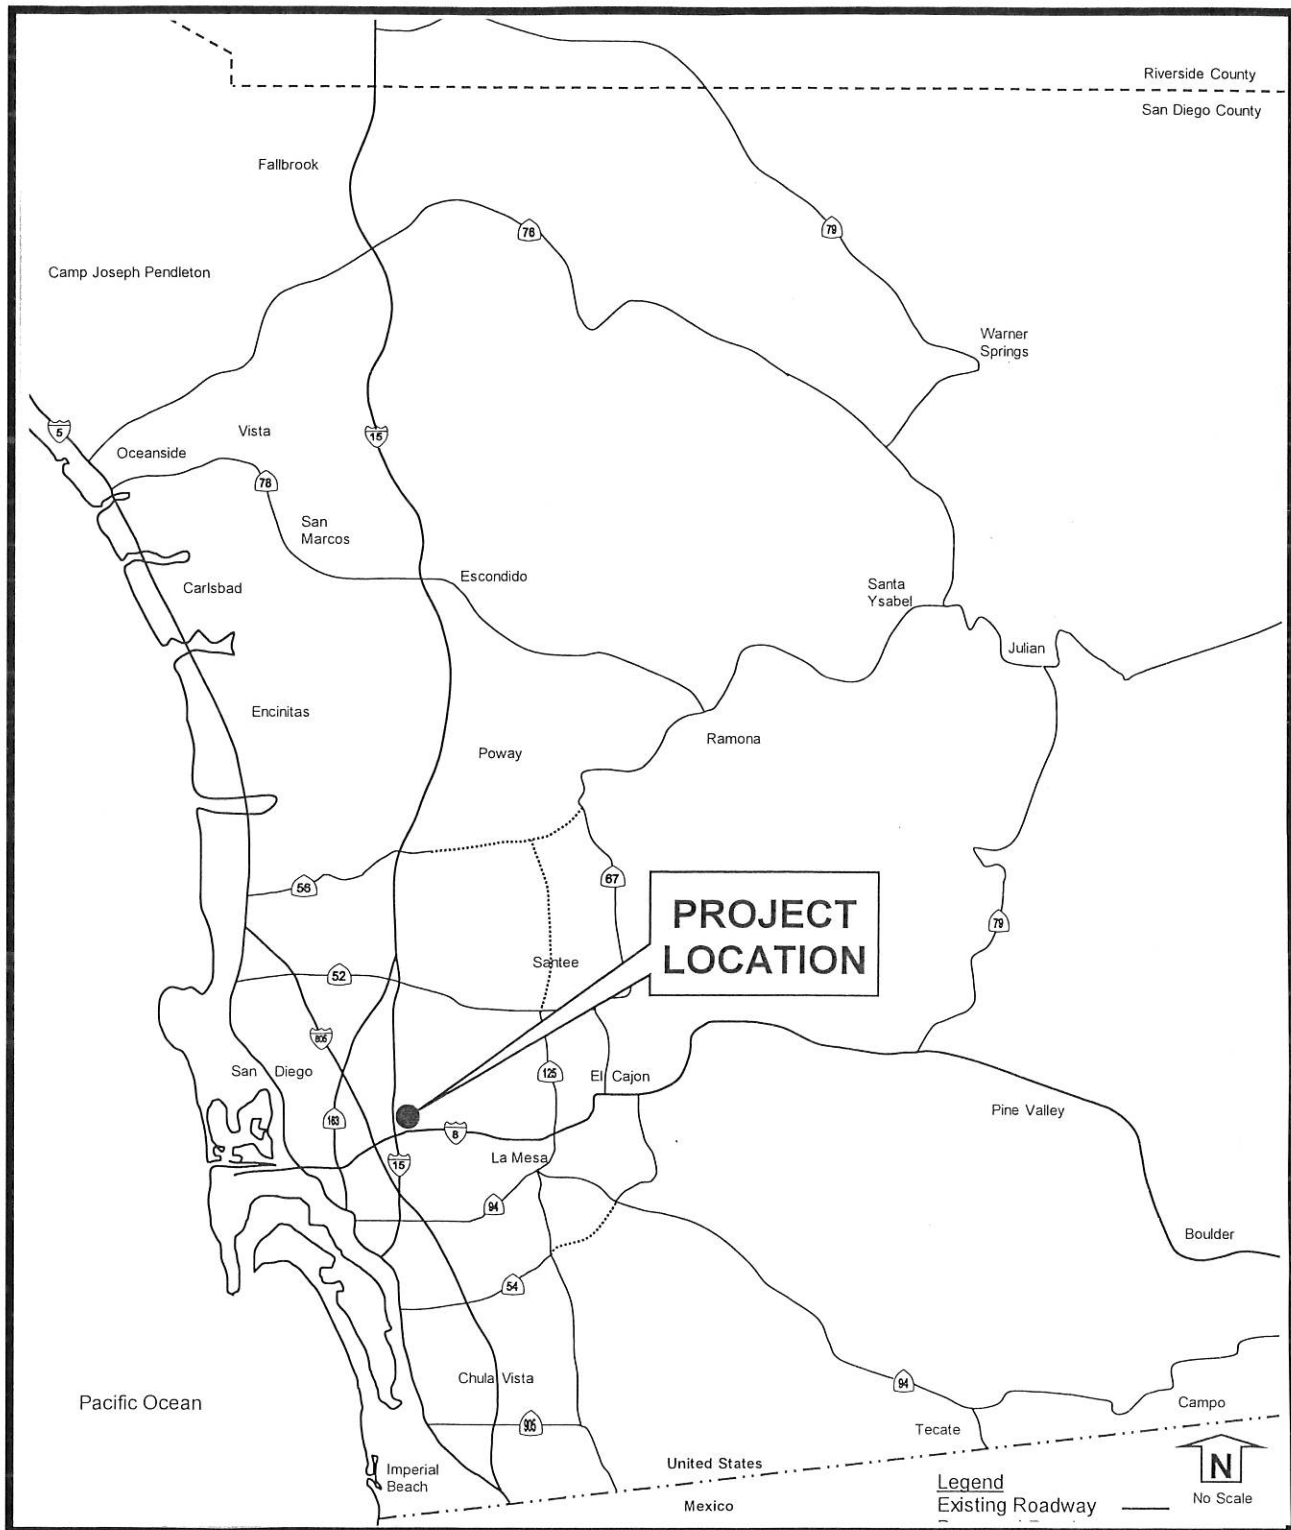 Riverside County
San Diego County
Fallbrook
76
79
Camp Joseph Pendleton
Warner
Springs
5
Vista
15
Oceanside
78
San
Marcos
Escondido
Santa
Ysabel
Carlsbad
Julian
Encinitas
Ramona
Poway
67
56
PROJECT
LOCATION
79
Santee
52
805
San Diego
125
El Cajon
Pine Valley
163
8
La Mesa
15
94
Boulder
54
Chula Vista
94
Pacific Ocean
Campo
905
Tecate
United States
Imperial
Beach
Mexico
N
No Scale
Legend
Existing Roadway